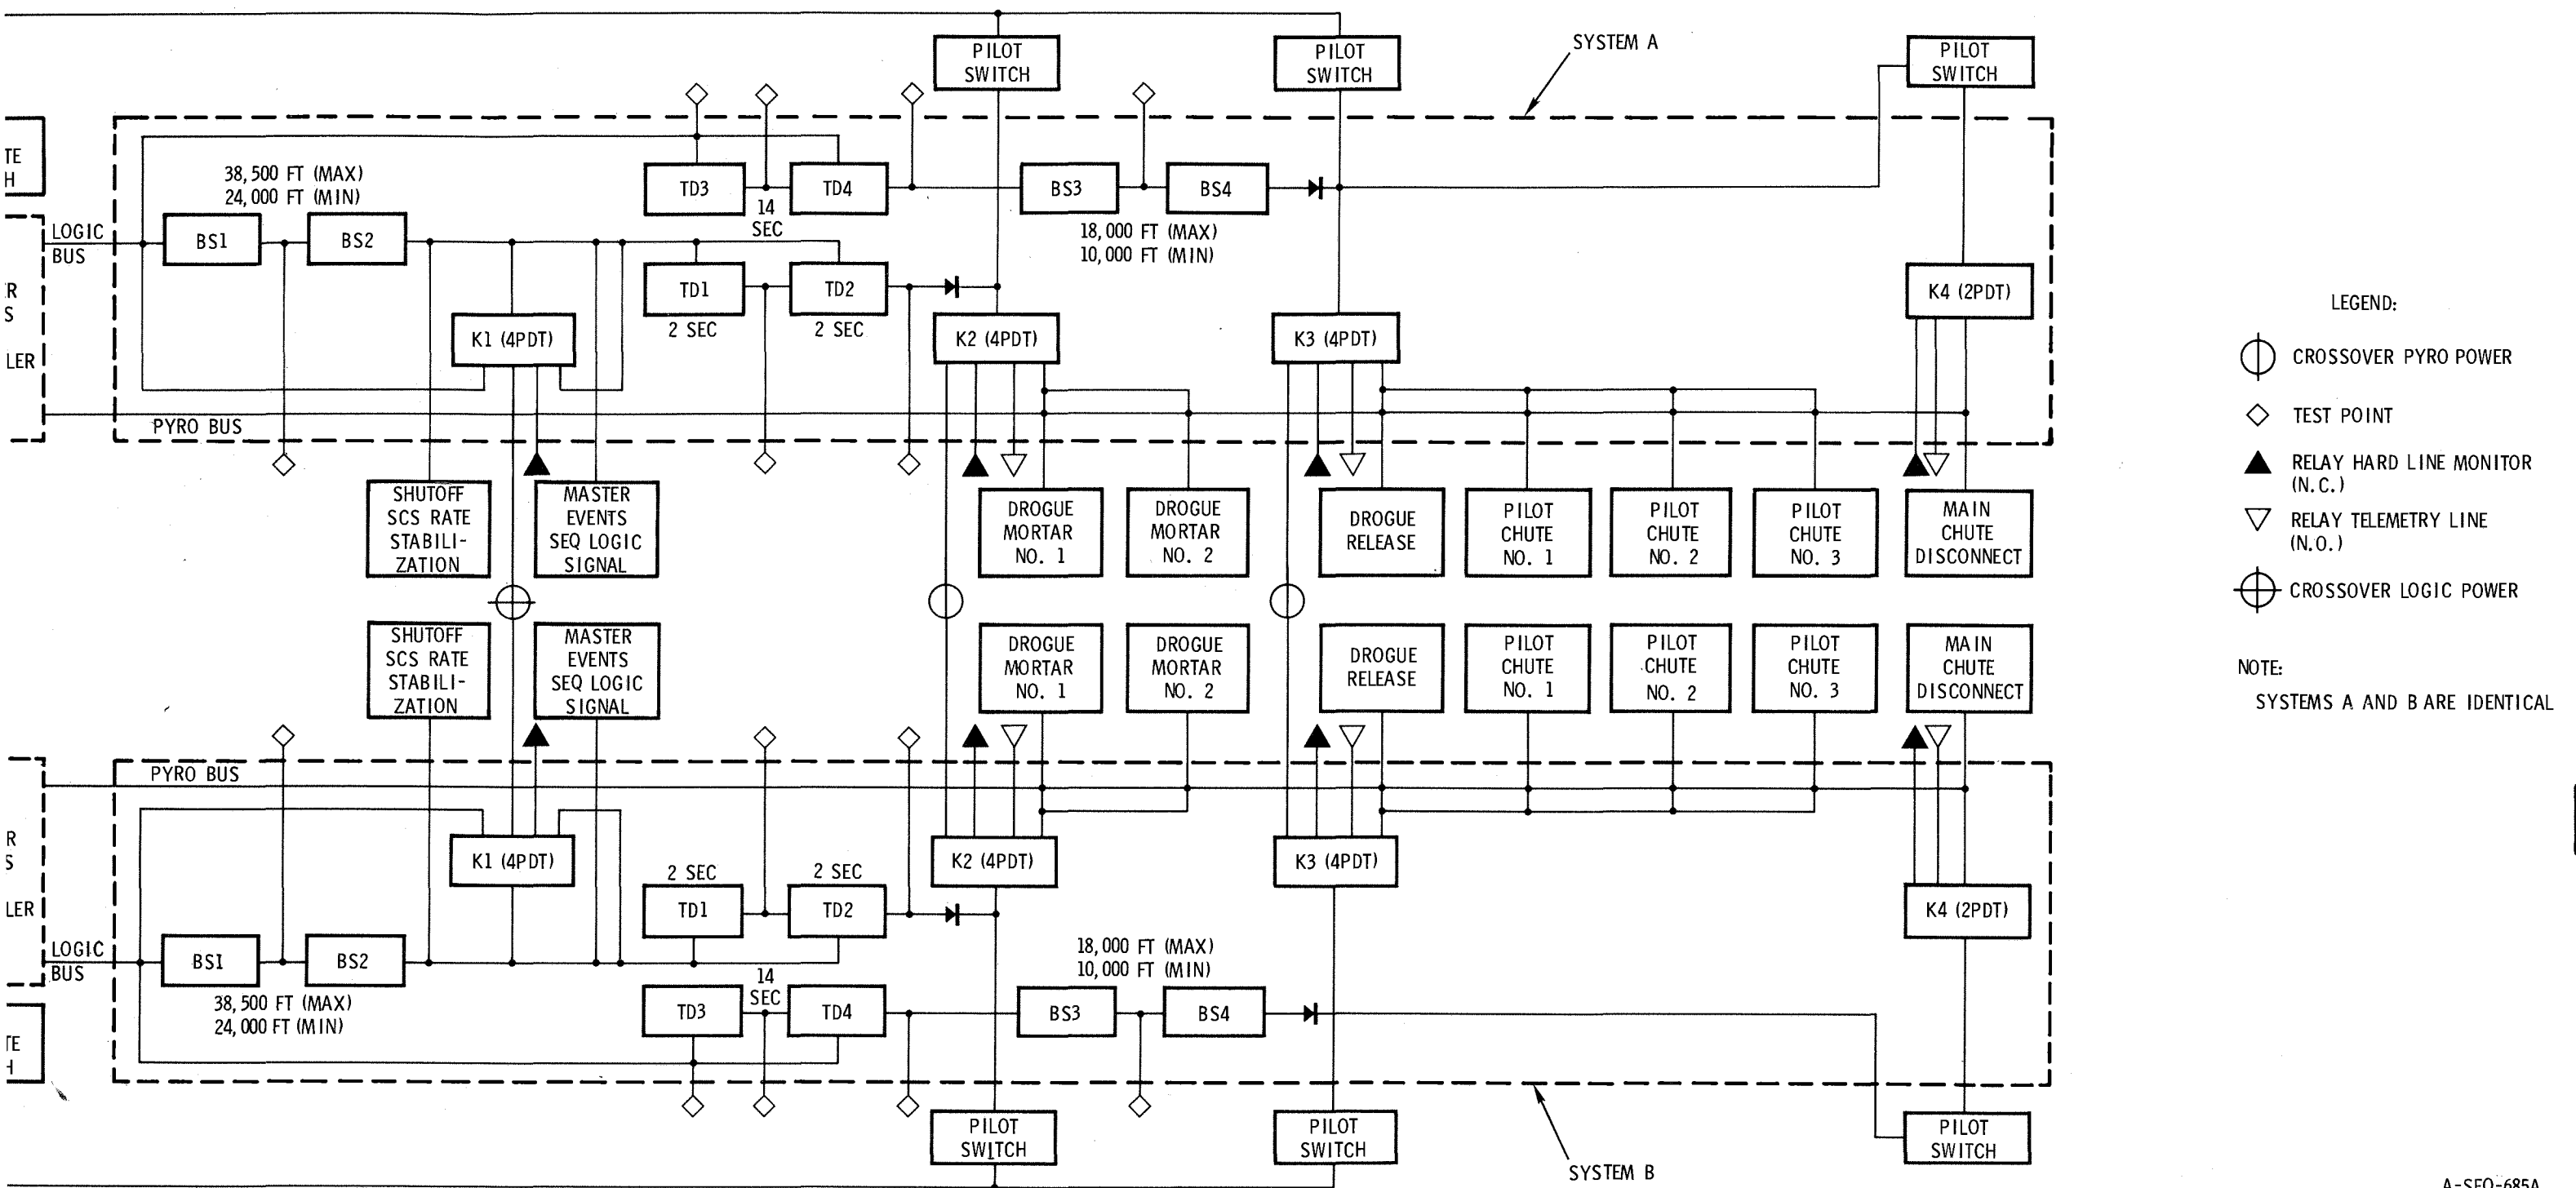 PILOT
SWITCH
PILOT
SWITCH
SYSTEM A
PILOT
SWITCH
TE
H
38,500 FT (MAX)
24,000 FT (MIN)
TD3
14
SEC
TD4
BS3
BS4
18,000 FT (MAX)
10,000 FT (MIN)
LOGIC
BUS
BS1
BS2
TD1
2 SEC
TD2
2 SEC
R
S
LER
K1 (4PDT)
K2 (4PDT)
K3 (4PDT)
K4 (2PDT)
PYRO BUS
SHUTOFF
SCS RATE
STABILI-
ZATION
MASTER
EVENTS
SEQ LOGIC
SIGNAL
DROGUE
MORTAR
NO. 1
DROGUE
MORTAR
NO. 2
DROGUE
RELEASE
PILOT
CHUTE
NO. 1
PILOT
CHUTE
NO. 2
PILOT
CHUTE
NO. 3
MAIN
CHUTE
DISCONNECT
LEGEND:
CROSSOVER PYRO POWER
TEST POINT
RELAY HARD LINE MONITOR
(N.C.)
RELAY TELEMETRY LINE
(N.O.)
CROSSOVER LOGIC POWER
NOTE:
SYSTEMS A AND B ARE IDENTICAL
SHUTOFF
SCS RATE
STABILI-
ZATION
MASTER
EVENTS
SEQ LOGIC
SIGNAL
DROGUE
MORTAR
NO. 1
DROGUE
MORTAR
NO. 2
DROGUE
RELEASE
PILOT
CHUTE
NO. 1
PILOT
CHUTE
NO. 2
PILOT
CHUTE
NO. 3
MAIN
CHUTE
DISCONNECT
PYRO BUS
R
S
LER
K1 (4PDT)
K2 (4PDT)
K3 (4PDT)
K4 (2PDT)
2 SEC
TD1
2 SEC
TD2
LOGIC
BUS
BS1
BS2
38,500 FT (MAX)
24,000 FT (MIN)
14
SEC
TD3
TD4
18,000 FT (MAX)
10,000 FT (MIN)
BS3
BS4
TE
H
PILOT
SWITCH
PILOT
SWITCH
PILOT
SWITCH
SYSTEM B
A-SEQ-685A